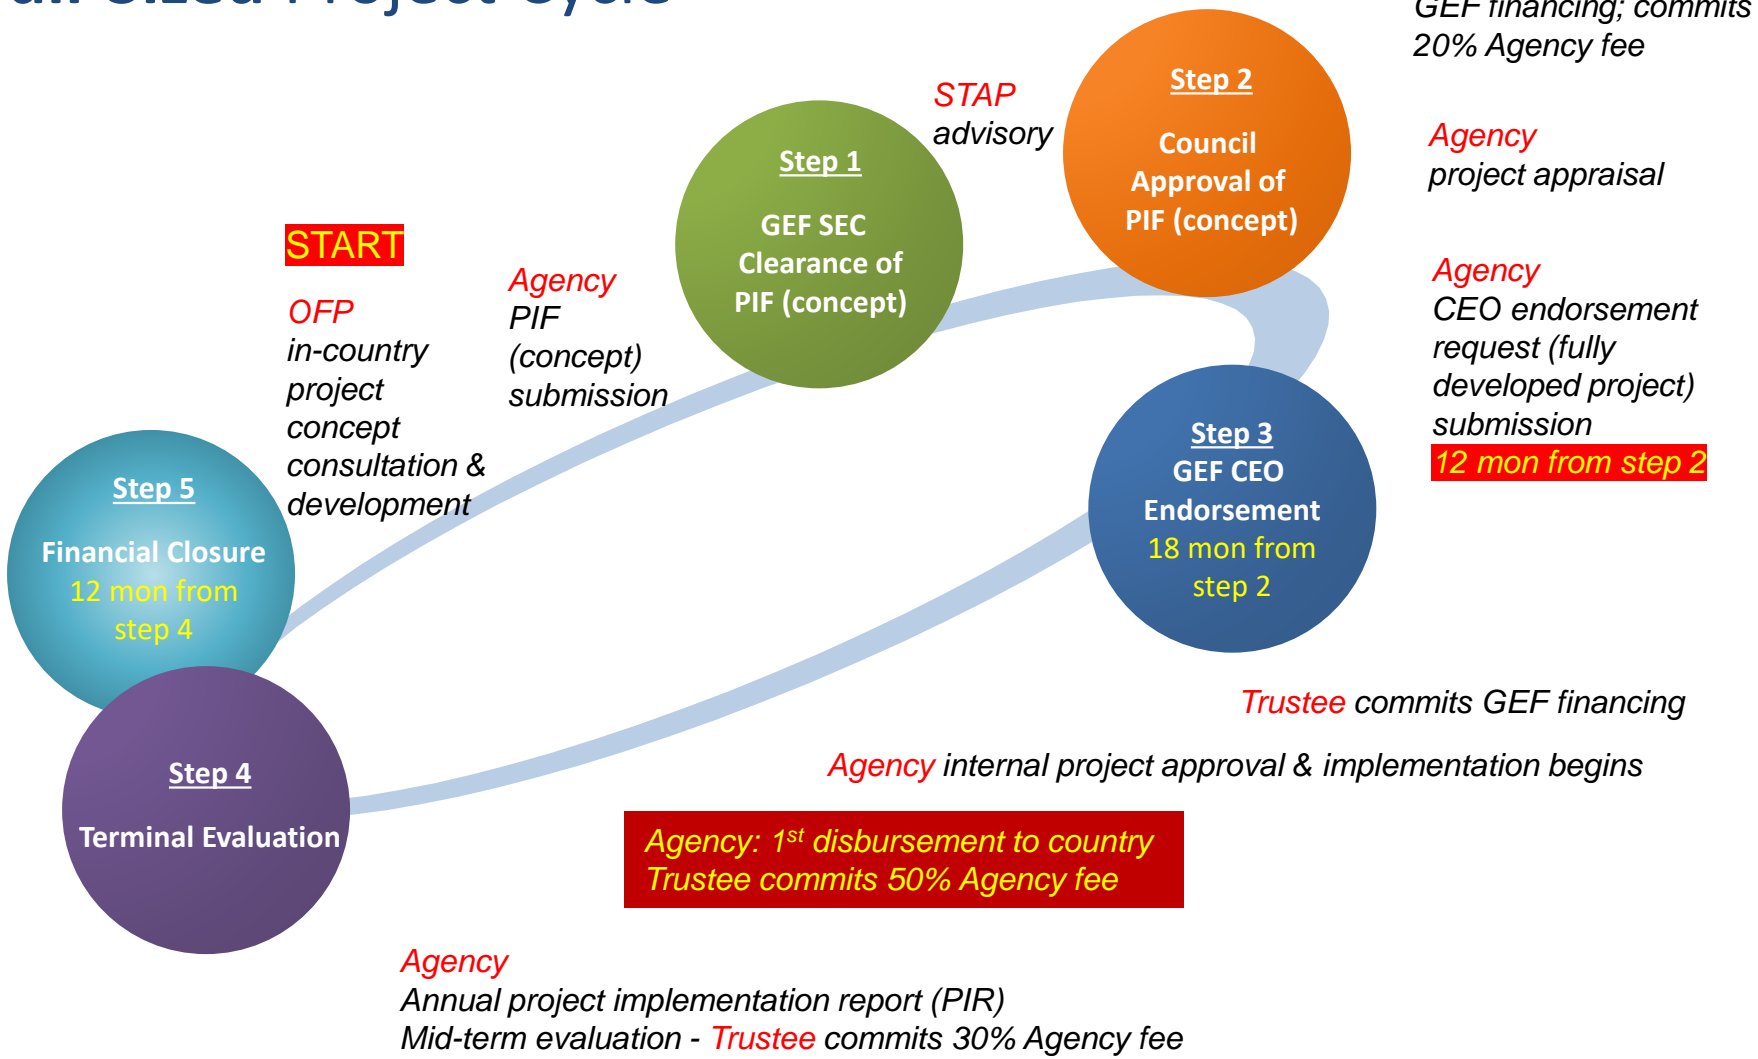 Project Cycle
GEF financing; commits
20% Agency fee
STAP
advisory
Step 2
Council
Approval of
PIF (concept)
Agency
project appraisal
Step 1
GEF SEC
Clearance of
PIF (concept)
START
OFP
in-country
project
concept
consultation &
development
Agency
PIF
(concept)
submission
Agency
CEO endorsement
request (fully
developed project)
submission
12 mon from step 2
Step 3
GEF CEO
Endorsement
18 mon from
step 2
Step 5
Financial Closure
12 mon from
step 4
Trustee commits GEF financing
Agency internal project approval & implementation begins
Step 4
Terminal Evaluation
Agency: 1st disbursement to country
Trustee commits 50% Agency fee
Agency
Annual project implementation report (PIR)
Mid-term evaluation - Trustee commits 30% Agency fee